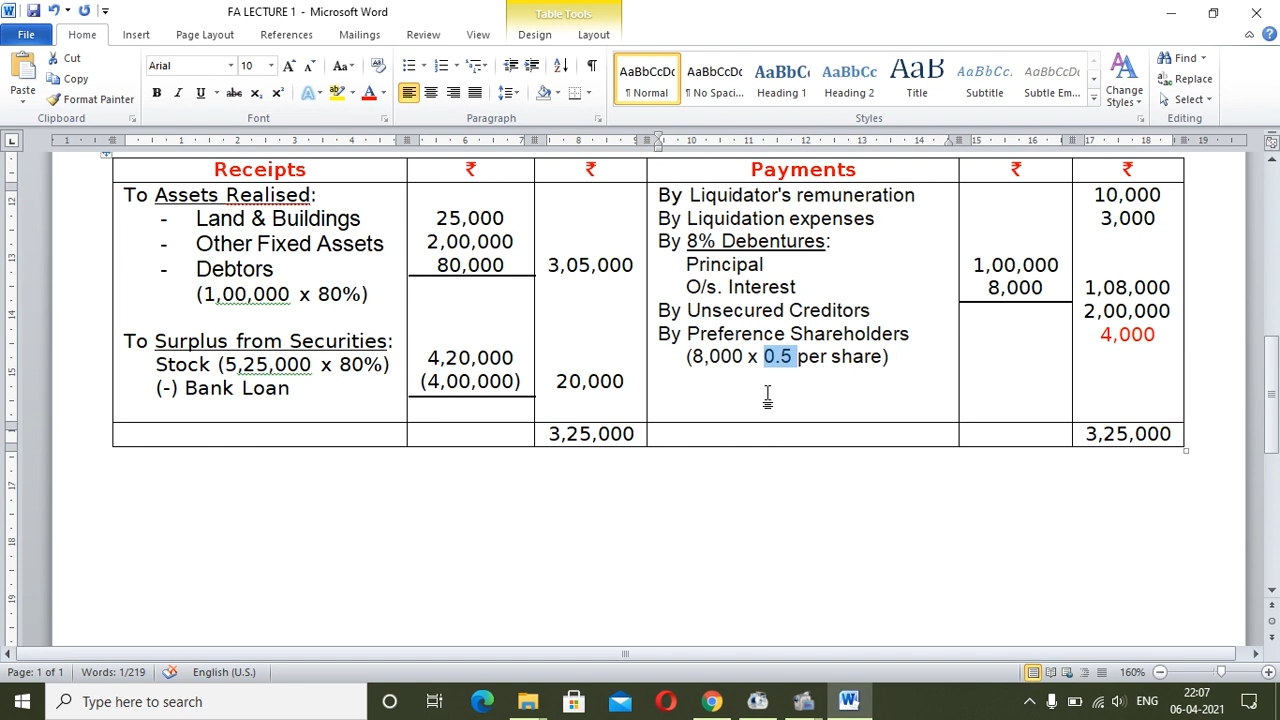 FA LECTURE 1 - Microsoft Word
Table Tools
File Home Insert Page Layout References Mailings Review View Design Layout
Paste
Cut
Copy
Format Painter
Clipboard
Arial 10
Font
Paragraph
AaBbCcDc AaBbCcDc AaBbCc AaBbCc AaB AaBbCc. AaBbCcDc
¶ Normal ¶ No Spaci... Heading 1 Heading 2 Title Subtitle Subtle Em...
Change Styles
Styles
Find
Replace
Select
Editing
Receipts ₹ ₹ Payments ₹ ₹
To Assets Realised: By Liquidator's remuneration 10,000
- Land & Buildings 25,000 By Liquidation expenses 3,000
- Other Fixed Assets 2,00,000 By 8% Debentures:
- Debtors 80,000 3,05,000 Principal 1,00,000
(1,00,000 x 80%) O/s. Interest 8,000 1,08,000
By Unsecured Creditors 2,00,000
To Surplus from Securities: By Preference Shareholders 4,000
Stock (5,25,000 x 80%) 4,20,000 (8,000 x 0.5 per share)
(-) Bank Loan (4,00,000) 20,000
3,25,000 3,25,000
Page: 1 of 1 Words: 1/219 English (U.S.) 160%
Type here to search
ENG
22:07
06-04-2021